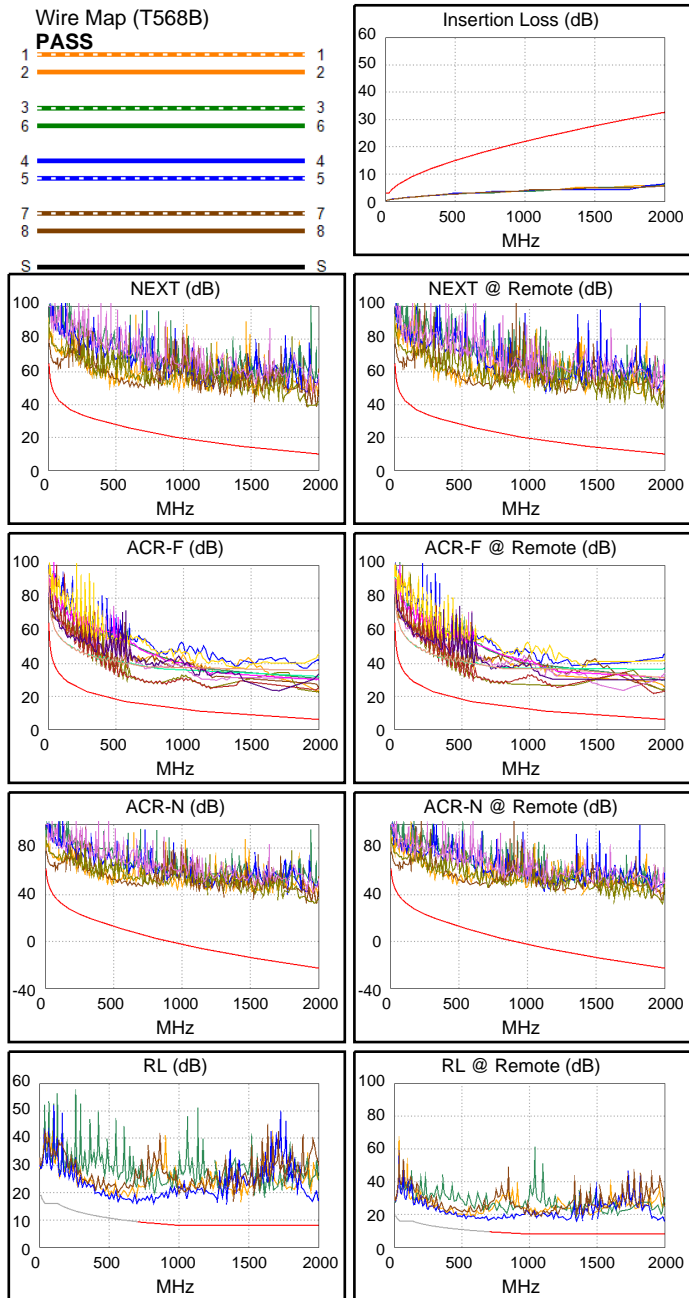 Wire Map (T568B)
PASS
1 1
2 2
3 3
6 6
4 4
5 5
7 7
8 8
S S
Insertion Loss (dB)
60
50
40
30
20
10
0
0 500 1000 1500 2000
MHz
NEXT (dB)
100
80
60
40
20
0
0 500 1000 1500 2000
MHz
NEXT @ Remote (dB)
100
80
60
40
20
0
0 500 1000 1500 2000
MHz
ACR-F (dB)
100
80
60
40
20
0
0 500 1000 1500 2000
MHz
ACR-F @ Remote (dB)
100
80
60
40
20
0
0 500 1000 1500 2000
MHz
ACR-N (dB)
80
40
0
-40
0 500 1000 1500 2000
MHz
ACR-N @ Remote (dB)
80
40
0
-40
0 500 1000 1500 2000
MHz
RL (dB)
60
50
40
30
20
10
0
0 500 1000 1500 2000
MHz
RL @ Remote (dB)
100
80
60
40
20
0
0 500 1000 1500 2000
MHz